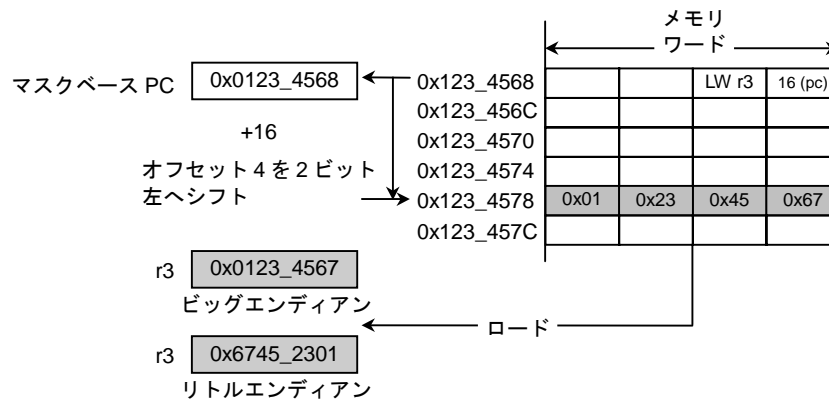 メモリ
ワード
マスクベース PC 0x0123_4568 0x123_4568 LW r3 16 (pc)
0x123_456C
+16 0x123_4570
オフセット 4 を 2 ビット 0x123_4574
左へシフト 0x123_4578 0x01 0x23 0x45 0x67
0x123_457C
r3 0x0123_4567
ビッグエンディアン
ロード
r3 0x6745_2301
リトルエンディアン